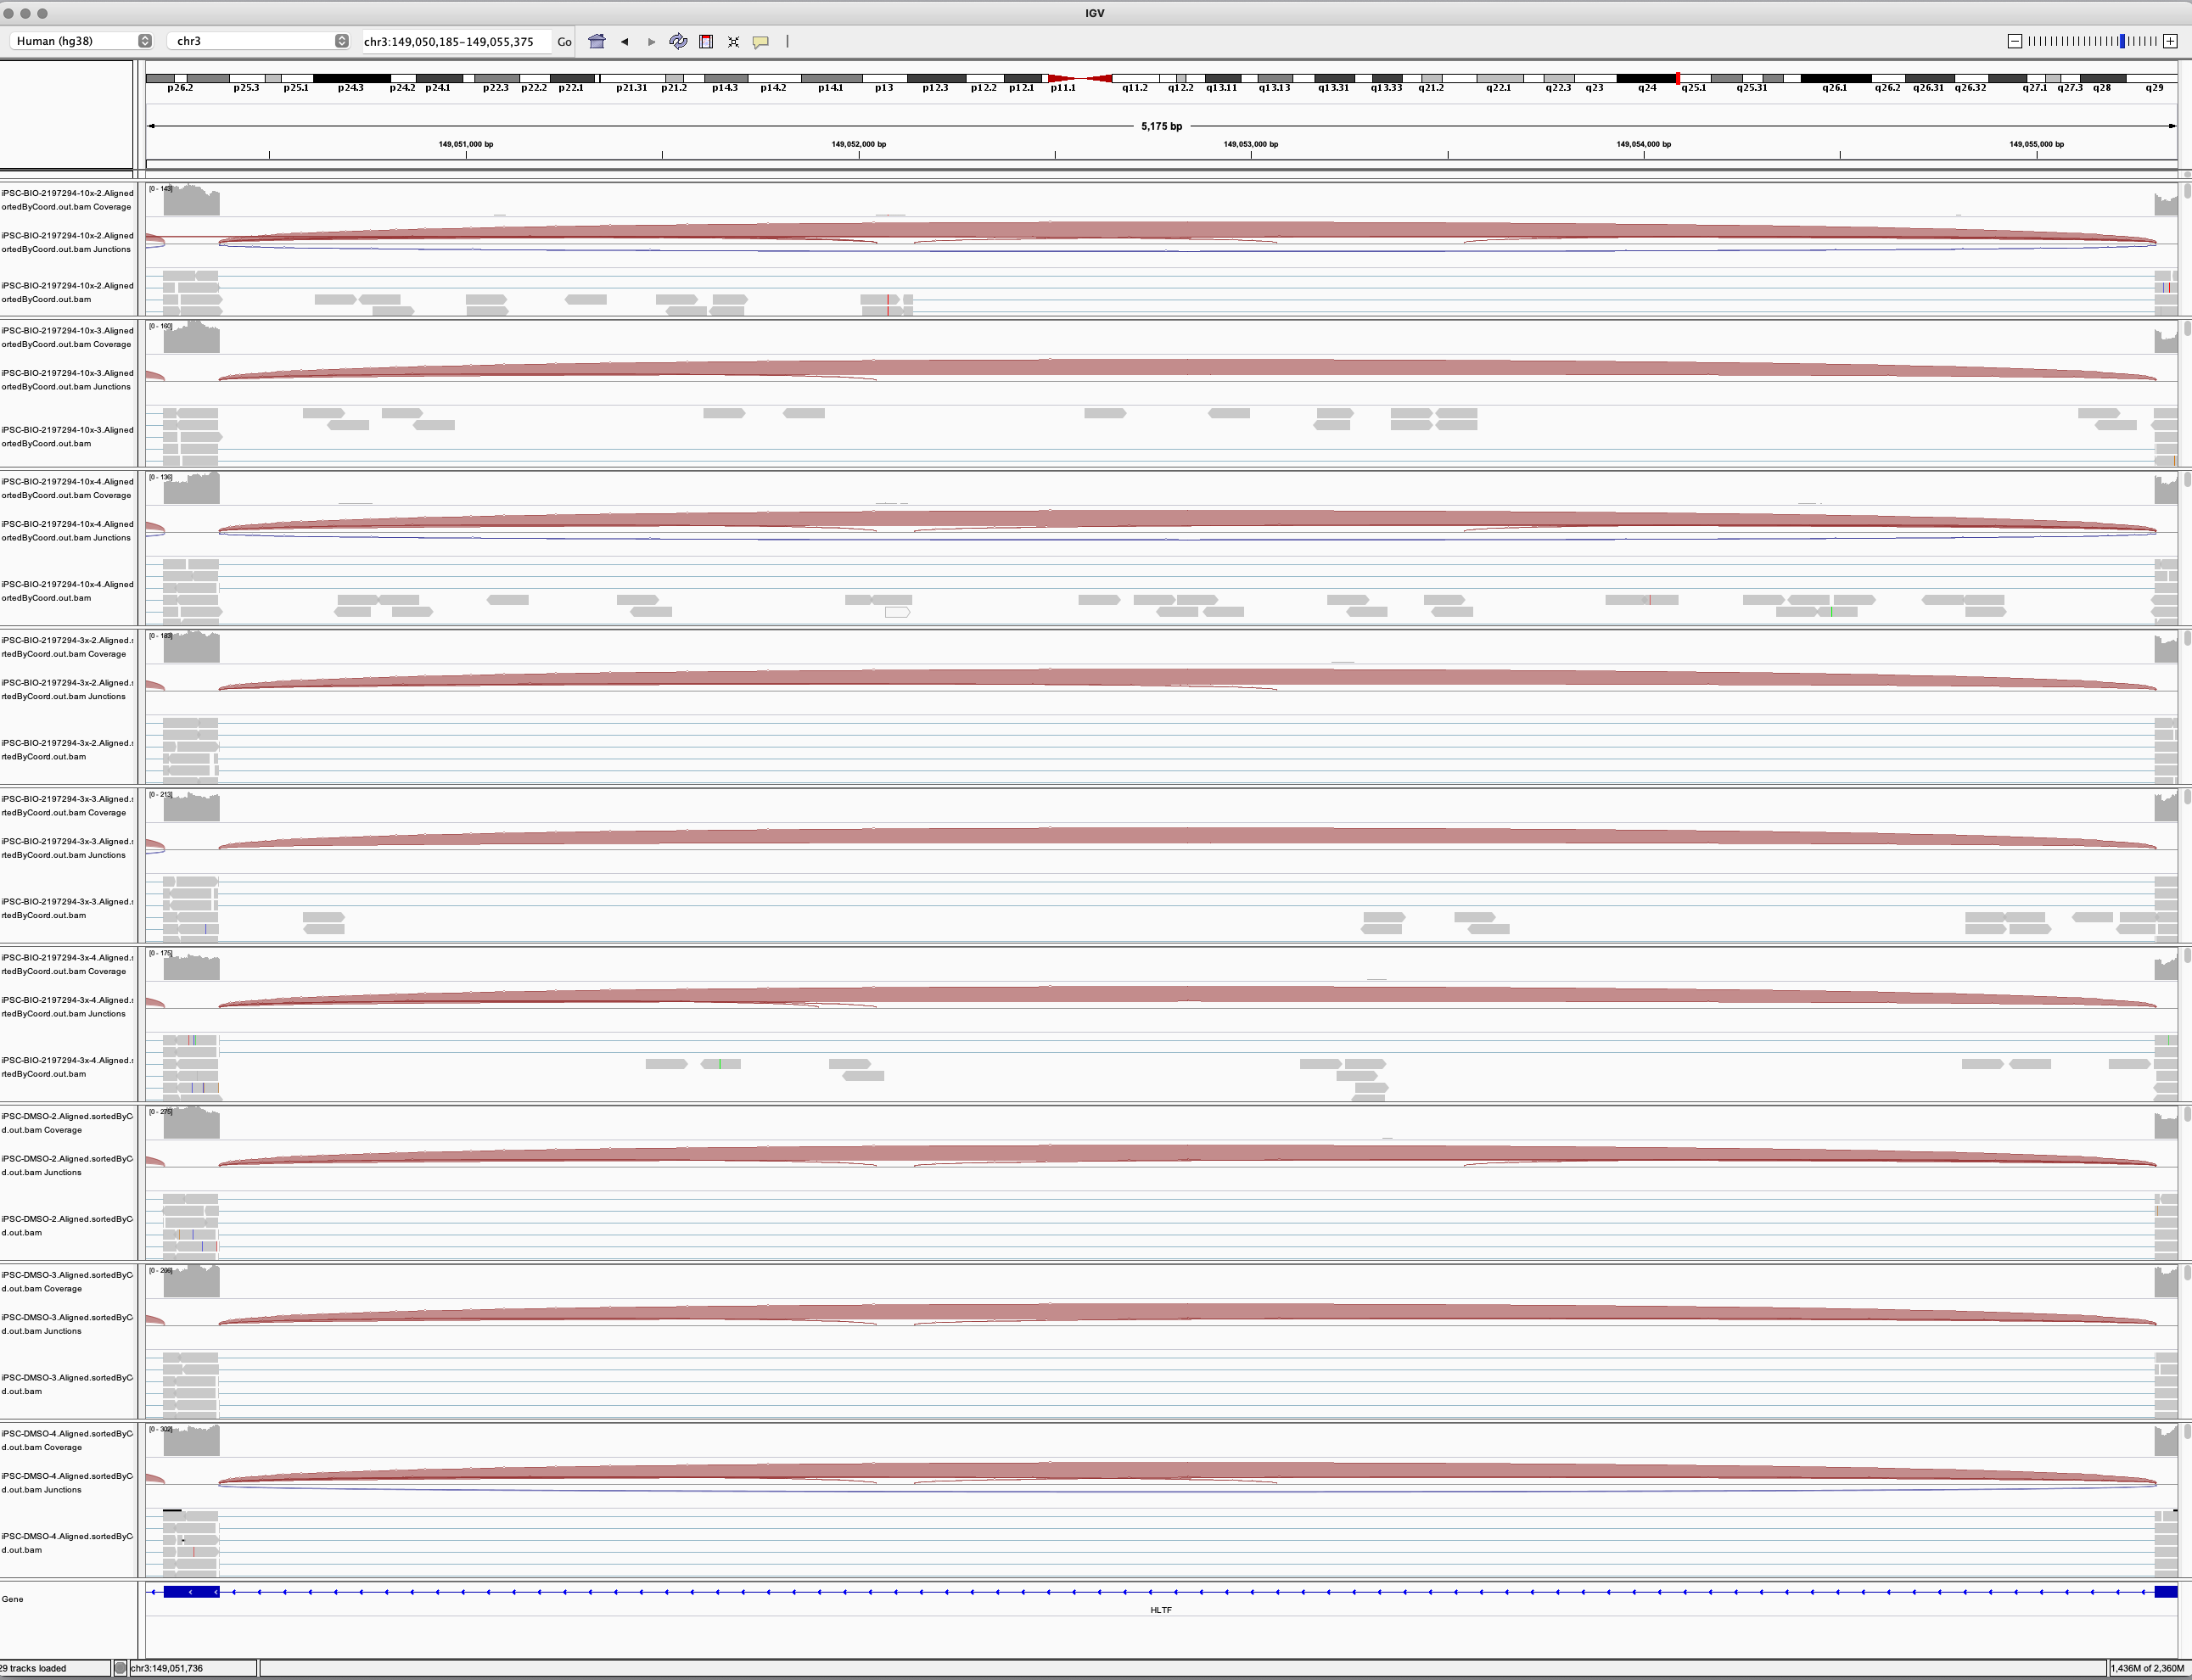 IGV
Human (hg38) chr3 chr3:149,050,185-149,055,375 Go
p26.2 p25.3 p25.1 p24.3 p24.2 p24.1 p22.3 p22.2 p22.1 p21.31 p21.2 p14.3 p14.2 p14.1 p13 p12.3 p12.2 p12.1 p11.1 q11.2 q12.2 q13.11 q13.13 q13.31 q13.33 q21.2 q22.1 q22.3 q23 q24 q25.1 q25.31 q26.1 q26.2 q26.31 q26.32 q27.1 q27.3 q28 q29
5,175 bp
149,051,000 bp 149,052,000 bp 149,053,000 bp 149,054,000 bp 149,055,000 bp
iPSC-BIO-2197294-10x-2.Aligned [0 - 143]
ortedByCoord.out.bam Coverage
iPSC-BIO-2197294-10x-2.Aligned
ortedByCoord.out.bam Junctions
iPSC-BIO-2197294-10x-2.Aligned
ortedByCoord.out.bam
iPSC-BIO-2197294-10x-3.Aligned [0 - 160]
ortedByCoord.out.bam Coverage
iPSC-BIO-2197294-10x-3.Aligned
ortedByCoord.out.bam Junctions
iPSC-BIO-2197294-10x-3.Aligned
ortedByCoord.out.bam
iPSC-BIO-2197294-10x-4.Aligned [0 - 136]
ortedByCoord.out.bam Coverage
iPSC-BIO-2197294-10x-4.Aligned
ortedByCoord.out.bam Junctions
iPSC-BIO-2197294-10x-4.Aligned
ortedByCoord.out.bam
iPSC-BIO-2197294-3x-2.Aligned.s [0 - 183]
rtedByCoord.out.bam Coverage
iPSC-BIO-2197294-3x-2.Aligned.s
rtedByCoord.out.bam Junctions
iPSC-BIO-2197294-3x-2.Aligned.s
rtedByCoord.out.bam
iPSC-BIO-2197294-3x-3.Aligned.s [0 - 213]
rtedByCoord.out.bam Coverage
iPSC-BIO-2197294-3x-3.Aligned.s
rtedByCoord.out.bam Junctions
iPSC-BIO-2197294-3x-3.Aligned.s
rtedByCoord.out.bam
iPSC-BIO-2197294-3x-4.Aligned.s [0 - 175]
rtedByCoord.out.bam Coverage
iPSC-BIO-2197294-3x-4.Aligned.s
rtedByCoord.out.bam Junctions
iPSC-BIO-2197294-3x-4.Aligned.s
rtedByCoord.out.bam
iPSC-DMSO-2.Aligned.sortedByC [0 - 275]
d.out.bam Coverage
iPSC-DMSO-2.Aligned.sortedByC
d.out.bam Junctions
iPSC-DMSO-2.Aligned.sortedByC
d.out.bam
iPSC-DMSO-3.Aligned.sortedByC
d.out.bam Coverage
iPSC-DMSO-3.Aligned.sortedByC
d.out.bam Junctions
iPSC-DMSO-3.Aligned.sortedByC
d.out.bam
iPSC-DMSO-4.Aligned.sortedByC [0 - 302]
d.out.bam Coverage
iPSC-DMSO-4.Aligned.sortedByC
d.out.bam Junctions
iPSC-DMSO-4.Aligned.sortedByC
d.out.bam
Gene
HLTF
29 tracks loaded chr3:149,051,736 1,436M of 2,360M